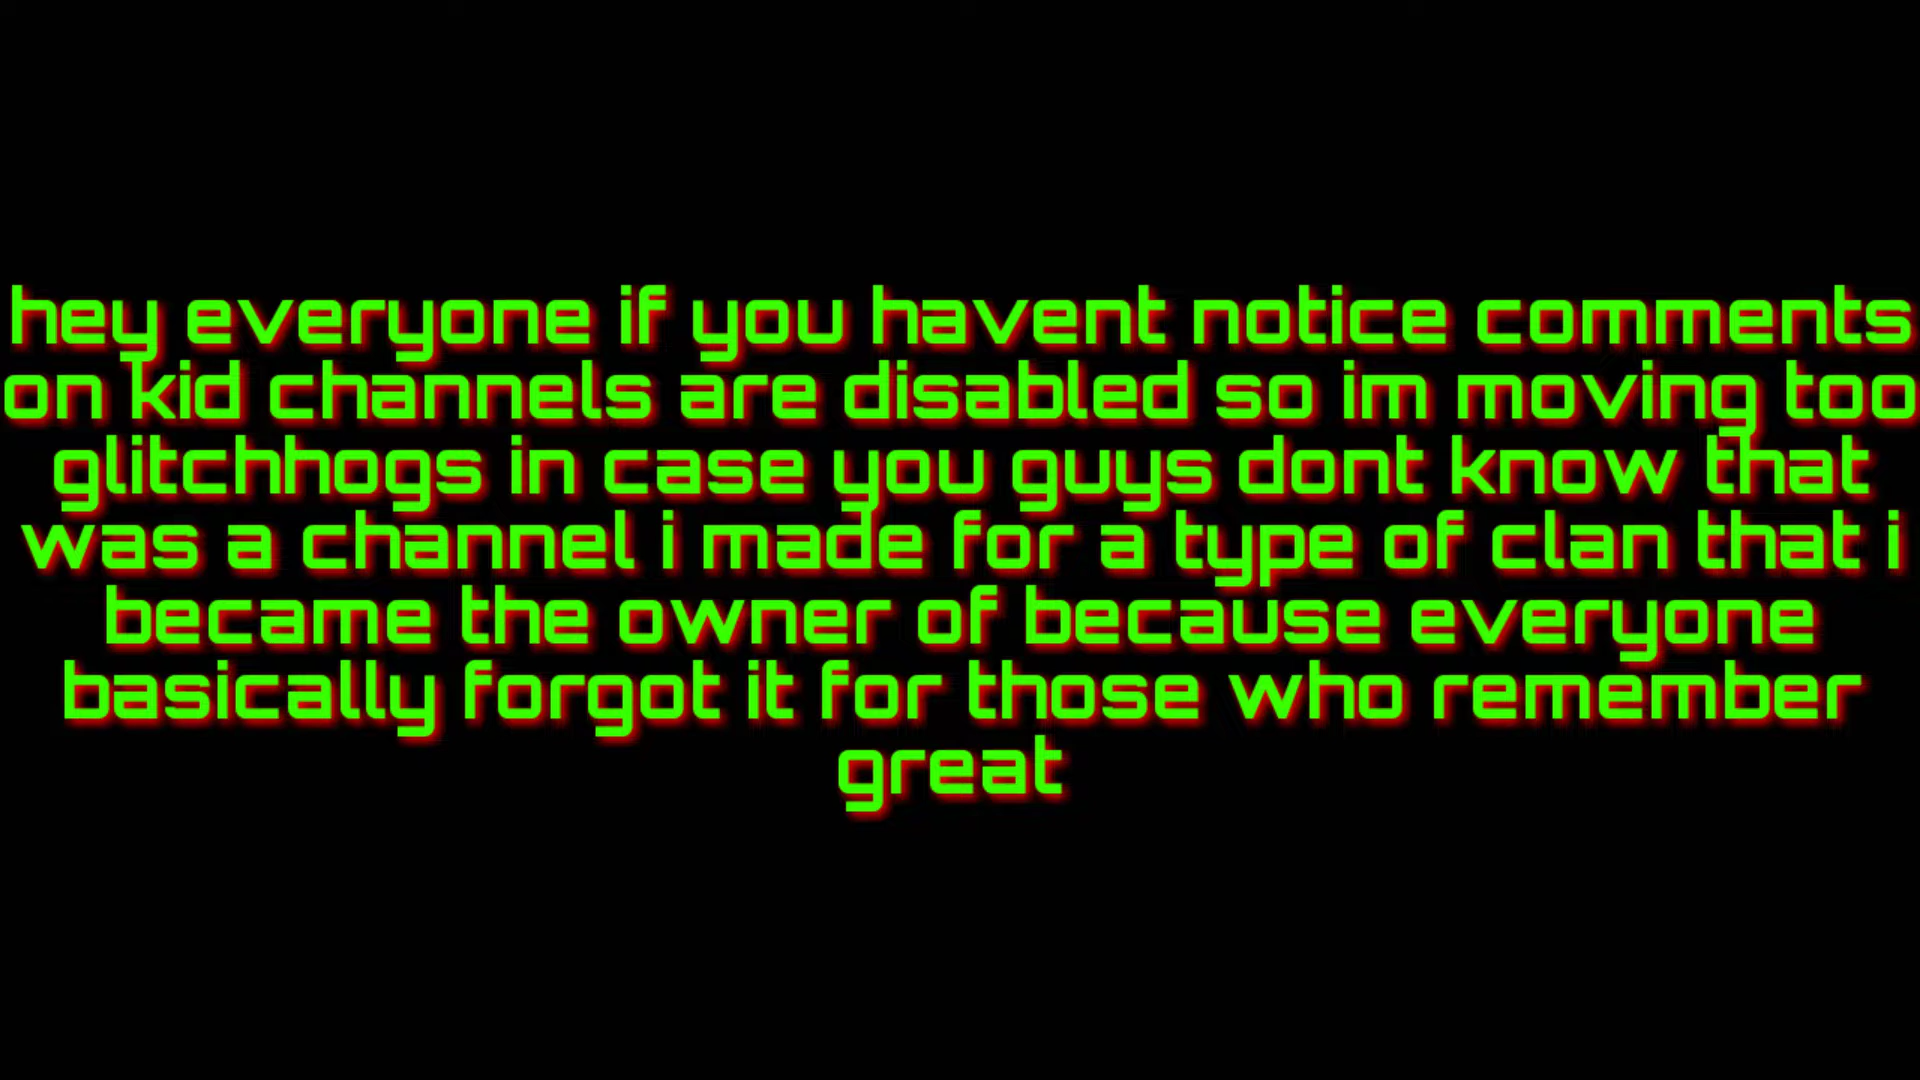 hey everyone if you havent notice comments
on kid channels are disabled so im moving too
glitchhogs in case you guys dont know that
was a channel i made for a type of clan that i
became the owner of because everyone
basically forgot it for those who remember
great